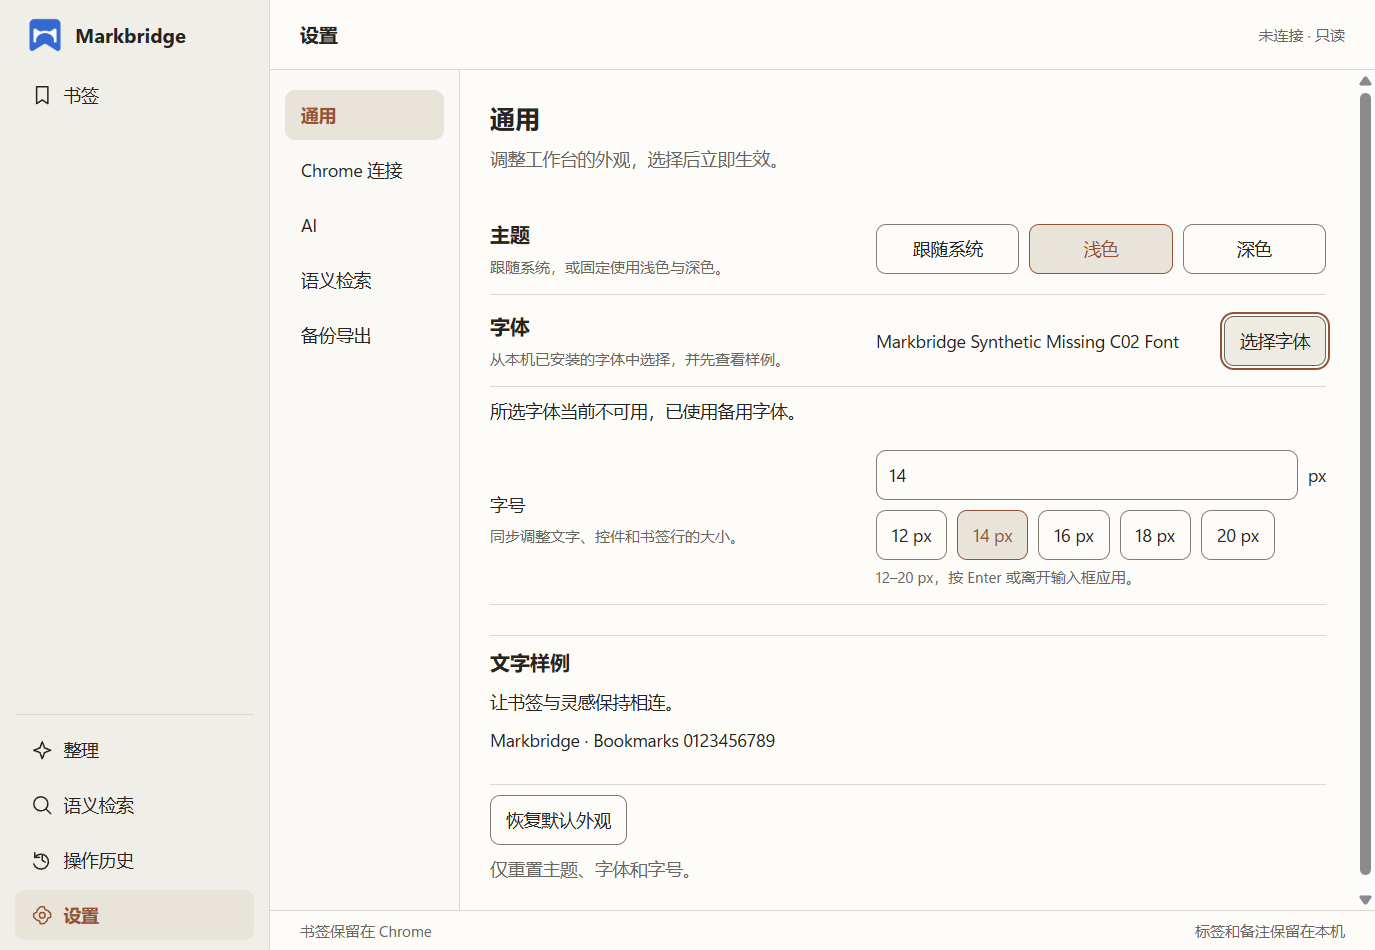 Markbridge
书签
整理
语义检索
操作历史
设置
设置
未连接 · 只读
通用
Chrome 连接
AI
语义检索
备份导出
通用
调整工作台的外观，选择后立即生效。
主题
跟随系统，或固定使用浅色与深色。
跟随系统
浅色
深色
字体
从本机已安装的字体中选择，并先查看样例。
Markbridge Synthetic Missing C02 Font
选择字体
所选字体当前不可用，已使用备用字体。
字号
同步调整文字、控件和书签行的大小。
14
px
12 px
14 px
16 px
18 px
20 px
12–20 px，按 Enter 或离开输入框应用。
文字样例
让书签与灵感保持相连。
Markbridge · Bookmarks 0123456789
恢复默认外观
仅重置主题、字体和字号。
书签保留在 Chrome
标签和备注保留在本机